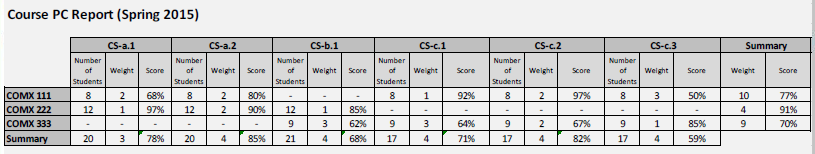 Course PC Report (Spring 2015)
CS-a.1 CS-a.2 CS-b.1 CS-c.1 CS-c.2 CS-c.3 Summary
Number of Students Weight Score Number of Students Weight Score Number of Students Weight Score Number of Students Weight Score Number of Students Weight Score Number of Students Weight Score Weight Score
COMX 111 8 2 68% 8 2 80% - - - 8 1 92% 8 2 97% 8 3 50% 10 77%
COMX 222 12 1 97% 12 2 90% 12 1 85% - - - - - - - - - 4 91%
COMX 333 - - - - - - 9 3 62% 9 3 64% 9 2 67% 9 1 85% 9 70%
Summary 20 3 78% 20 4 85% 21 4 68% 17 4 71% 17 4 82% 17 4 59%